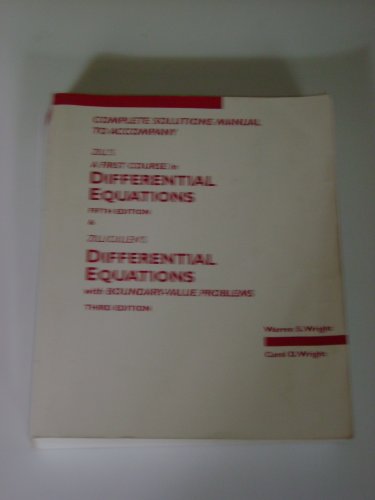 COMPLETE SOLUTIONS MANUAL
TO ACCOMPANY
ZILL'S
A FIRST COURSE in
DIFFERENTIAL
EQUATIONS
FIFTH EDITION
&
ZILL/CULLEN'S
DIFFERENTIAL
EQUATIONS
with BOUNDARY-VALUE PROBLEMS
THIRD EDITION
Warren S. Wright
Carol D. Wright